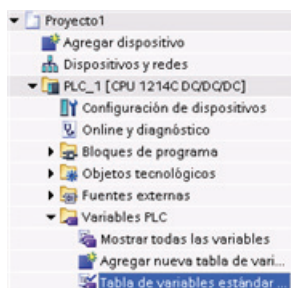 Proyecto1
Agregar dispositivo
Dispositivos y redes
PLC_1 [CPU 1214C DC/DC/DC]
Configuración de dispositivos
Online y diagnóstico
Bloques de programa
Objetos tecnológicos
Fuentes externas
Variables PLC
Mostrar todas las variables
Agregar nueva tabla de vari...
Tabla de variables estándar ...